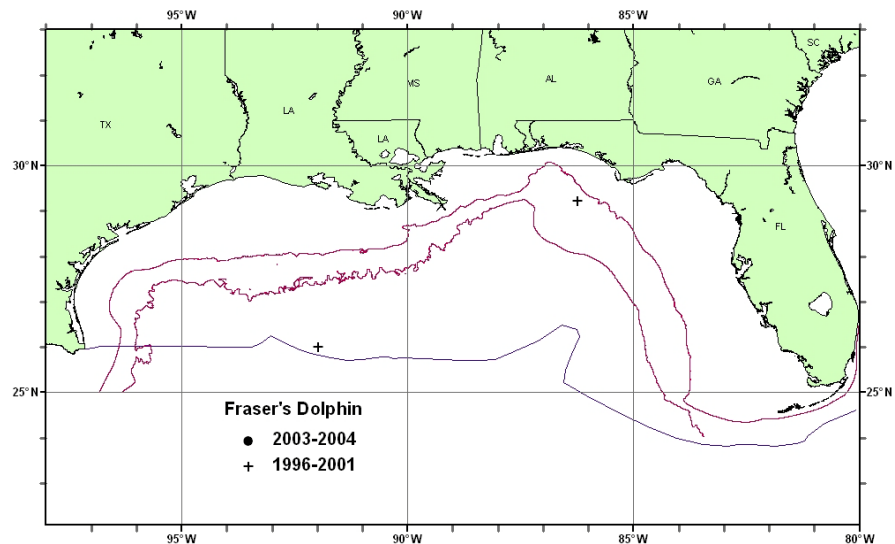 95°W 90°W 85°W 80°W
SC
MS AL GA
LA
TX
LA
30°N 30°N
FL
25°N 25°N
Fraser's Dolphin
2003-2004
1996-2001
95°W 90°W 85°W 80°W